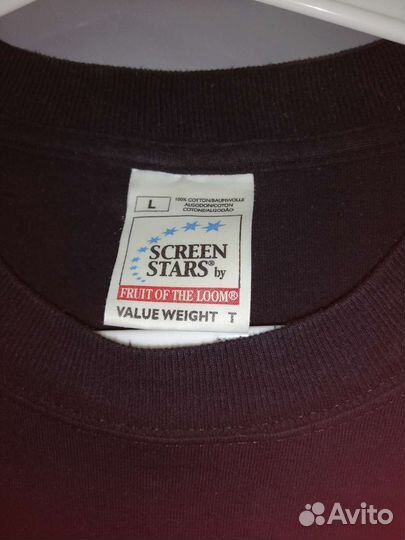 L
100% COTTON/BAUMWOLLE
ALGODON/COTON
COTONE/ALGODÃO
SCREEN
STARS® by
FRUIT OF THE LOOM®
VALUE WEIGHT T
Avito